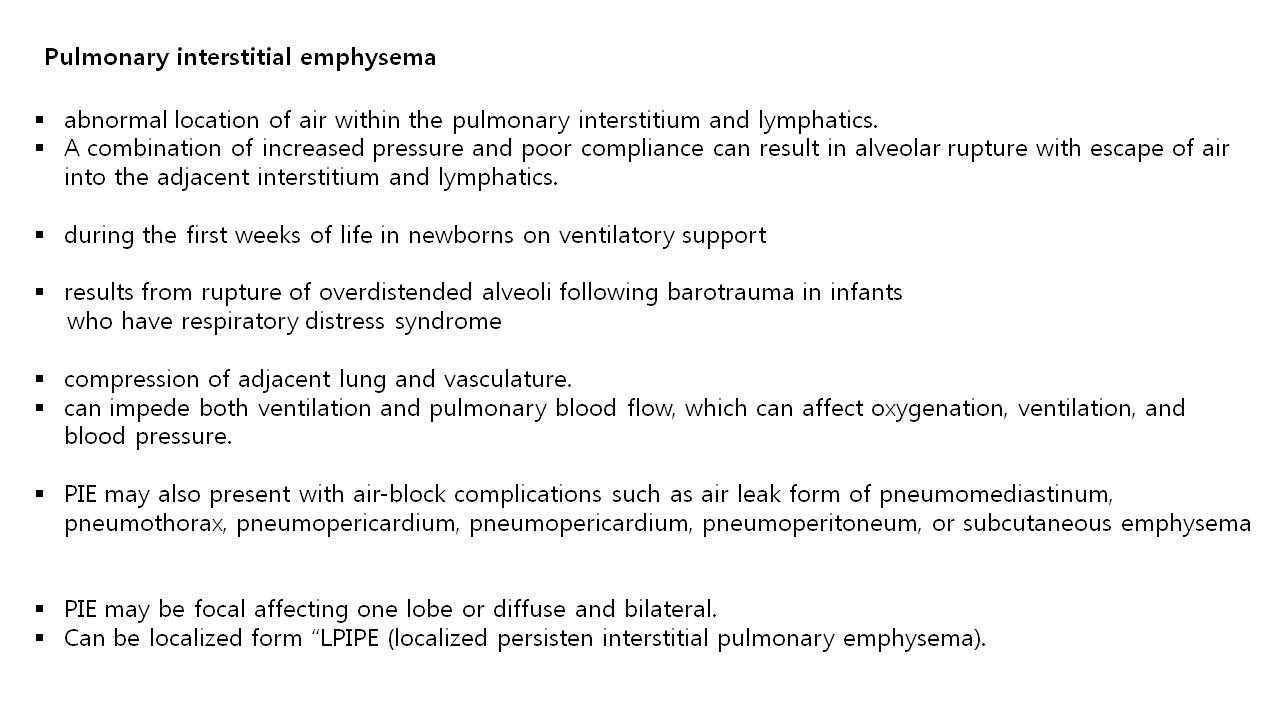 Pulmonary interstitial emphysema
▪ abnormal location of air within the pulmonary interstitium and lymphatics.
▪ A combination of increased pressure and poor compliance can result in alveolar rupture with escape of air
into the adjacent interstitium and lymphatics.
▪ during the first weeks of life in newborns on ventilatory support
▪ results from rupture of overdistended alveoli following barotrauma in infants
who have respiratory distress syndrome
▪ compression of adjacent lung and vasculature.
▪ can impede both ventilation and pulmonary blood flow, which can affect oxygenation, ventilation, and
blood pressure.
▪ PIE may also present with air-block complications such as air leak form of pneumomediastinum,
pneumothorax, pneumopericardium, pneumopericardium, pneumoperitoneum, or subcutaneous emphysema
▪ PIE may be focal affecting one lobe or diffuse and bilateral.
▪ Can be localized form “LPIPE (localized persisten interstitial pulmonary emphysema).